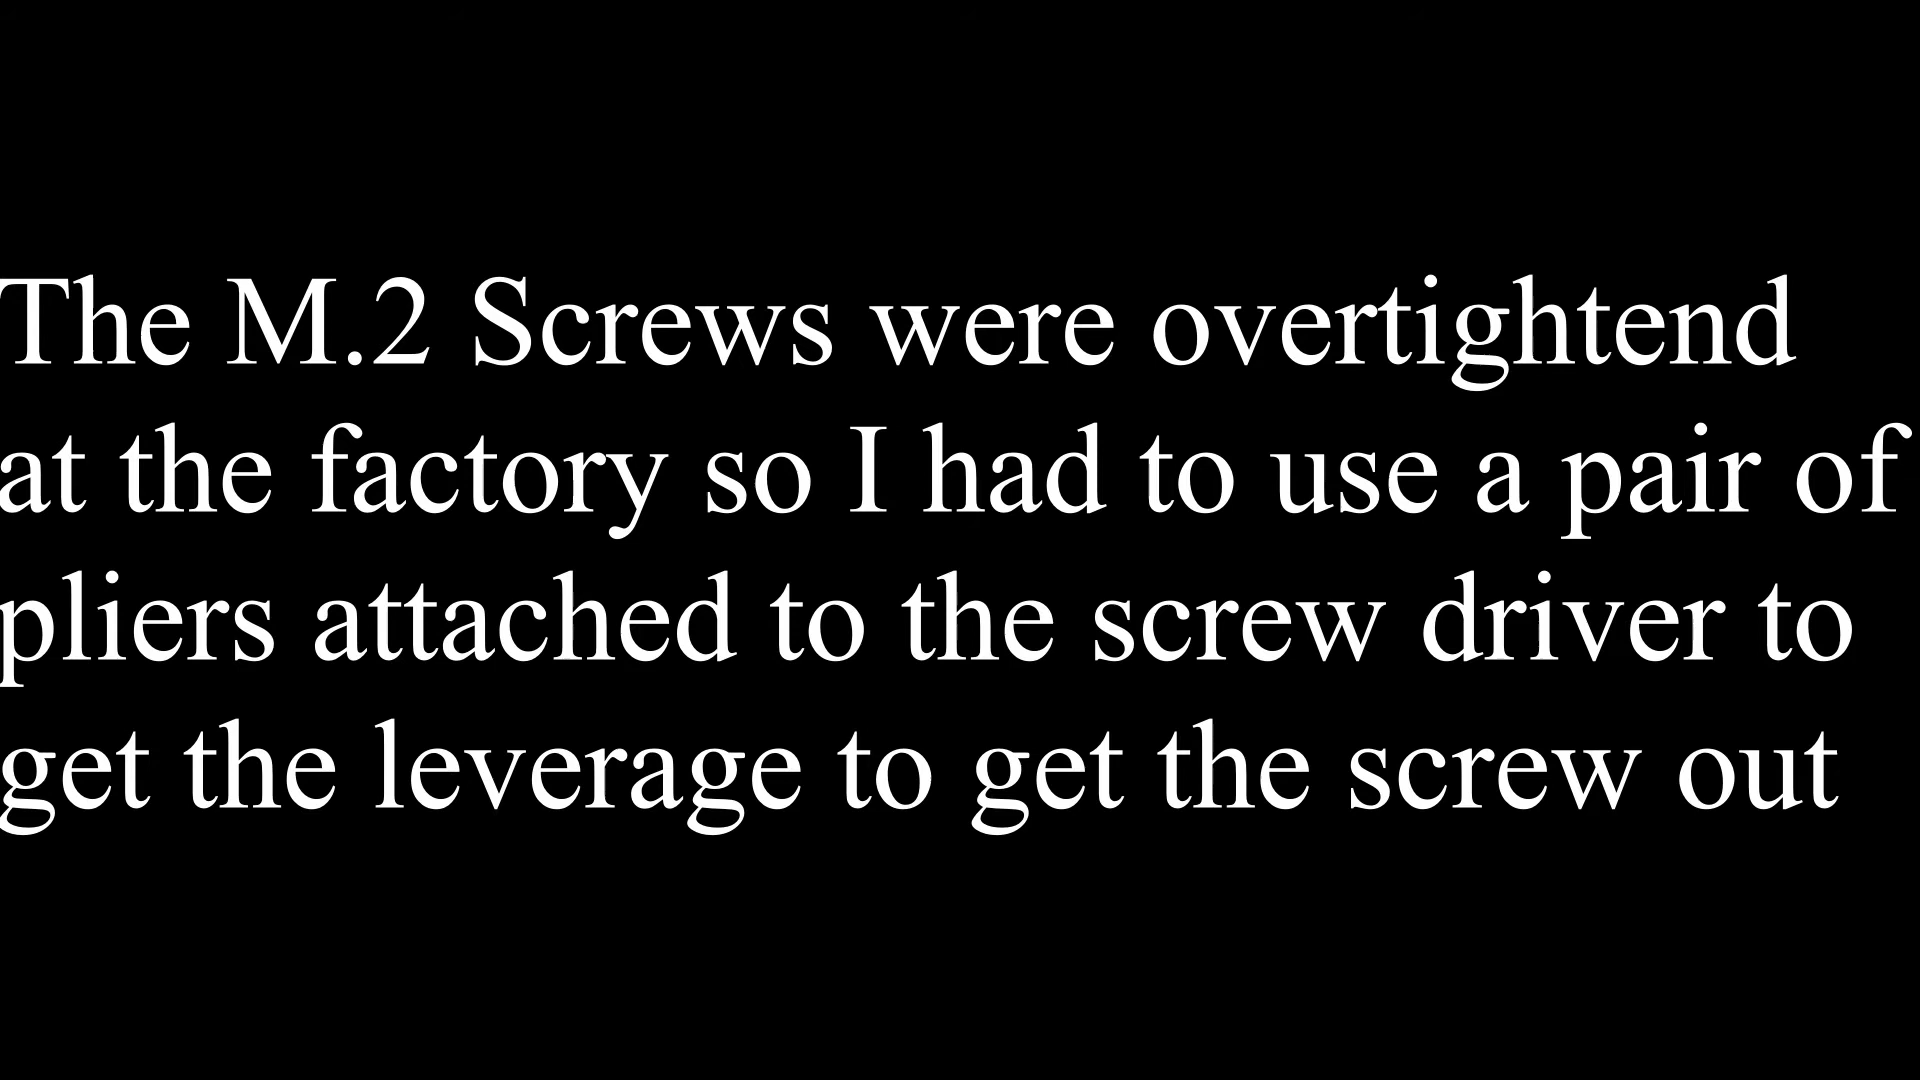 The M.2 Screws were overtightend
at the factory so I had to use a pair of
pliers attached to the screw driver to
get the leverage to get the screw out